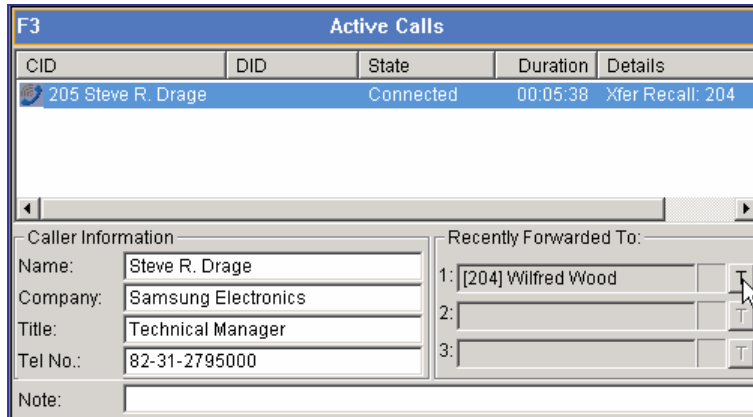 F3 Active Calls
CID DID State Duration Details
205 Steve R. Drage Connected 00:05:38 Xfer Recall: 204
Caller Information
Name: Steve R. Drage
Company: Samsung Electronics
Title: Technical Manager
Tel No.: 82-31-2795000
Recently Forwarded To:
1: [204] Wilfred Wood T
2: T
3: T
Note: